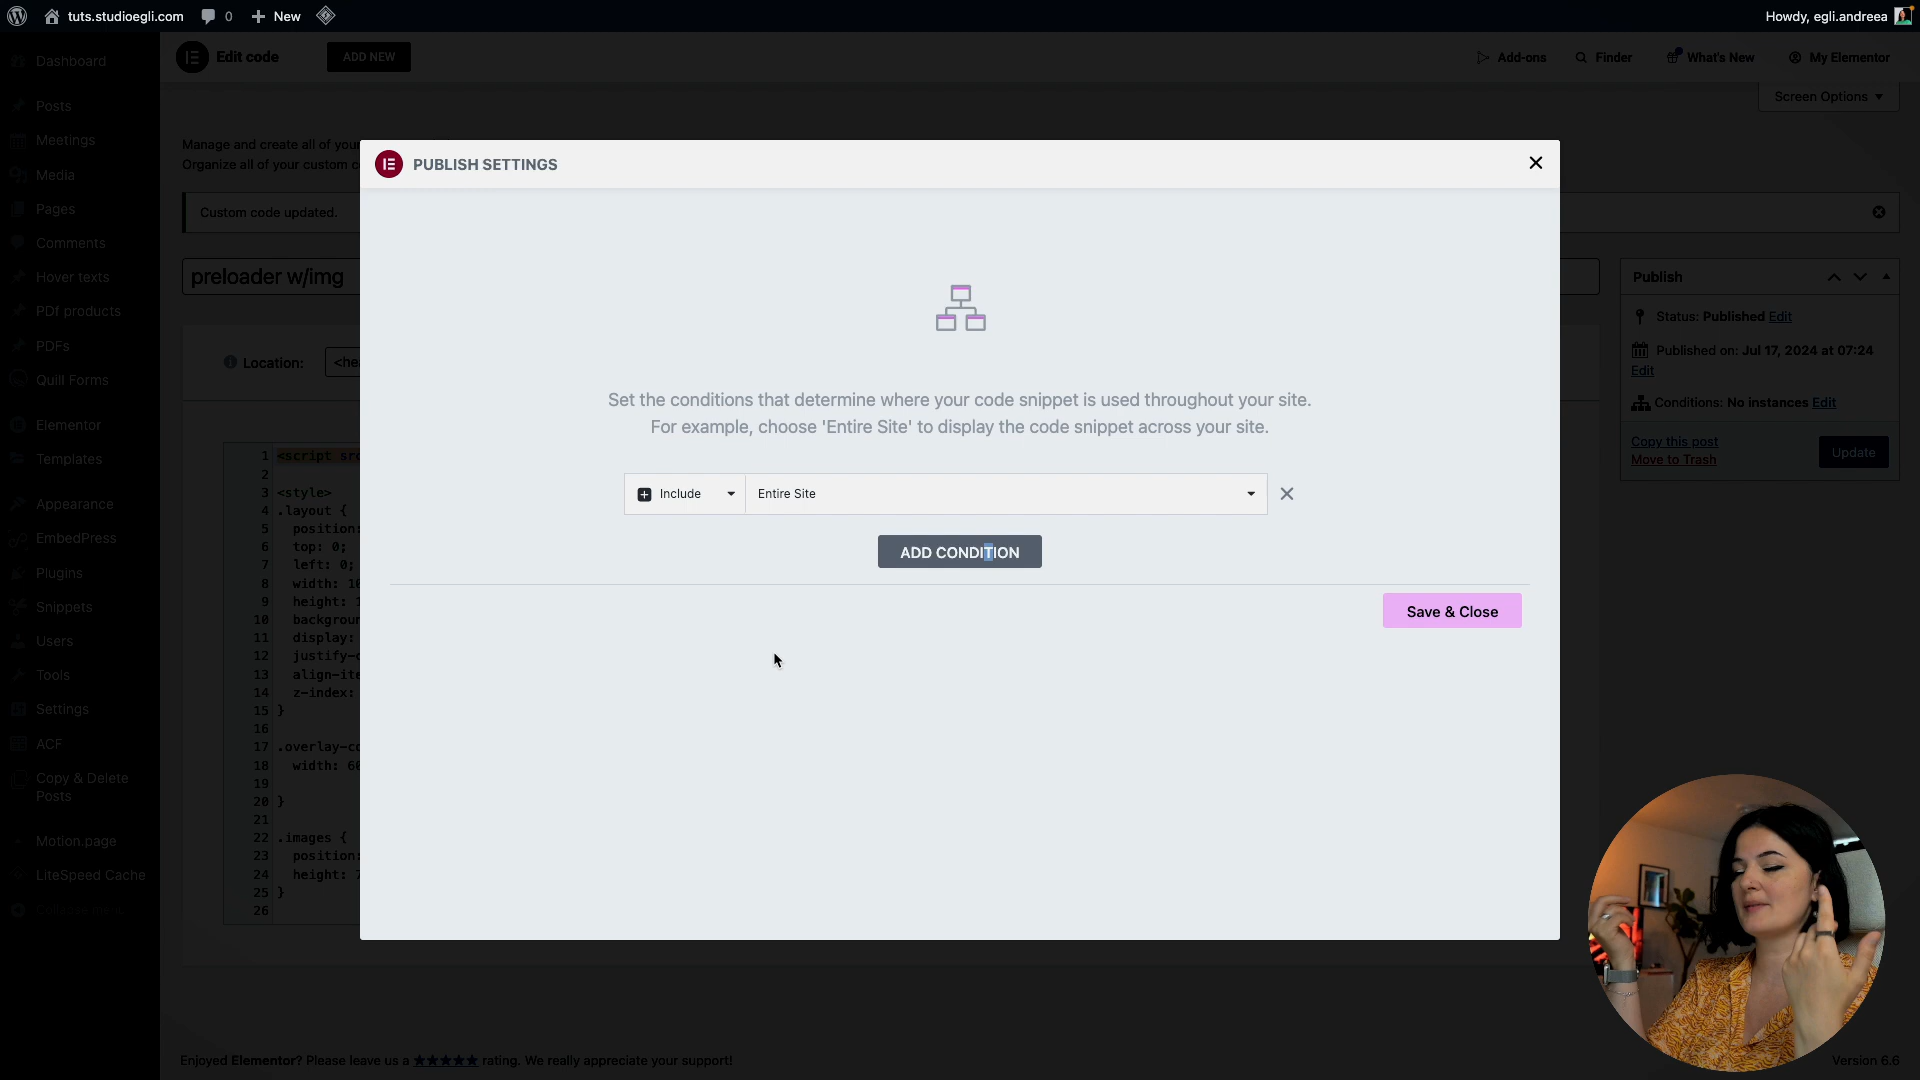 tuts.studioegli.com
0
New
Howdy, egli.andreea
Edit code
ADD NEW
Add-ons
Finder
What's New
My Elementor
Screen Options
Dashboard
Posts
Meetings
Media
Pages
Comments
Hover texts
PDf products
PDFs
Quill Forms
Elementor
Templates
Appearance
EmbedPress
Plugins
Snippets
Users
Tools
Settings
ACF
Copy & Delete
Posts
Motion.page
LiteSpeed Cache
Manage and create all of your
Organize all of your custom
Custom code updated.
preloader w/img
Location:
PUBLISH SETTINGS
Set the conditions that determine where your code snippet is used throughout your site.
For example, choose 'Entire Site' to display the code snippet across your site.
Include
Entire Site
ADD CONDITION
Save & Close
1 <script
2
3 <style>
4 .layout {
5 position:
6 top: 0;
7 left: 0;
8 width:
9 height:
10
11 display:
12
13
14 z-index:
15 }
16
17
18 width:
19
20 }
21
22 .images {
23 position:
24 height:
25 }
26
Publish
Status: Published Edit
Published on: Jul 17, 2024 at 07:24
Edit
Conditions: No instances Edit
Copy this post
Move to Trash
Update
Enjoyed Elementor? Please leave us a ★★★★★ rating. We really appreciate your support!
Version 6.6